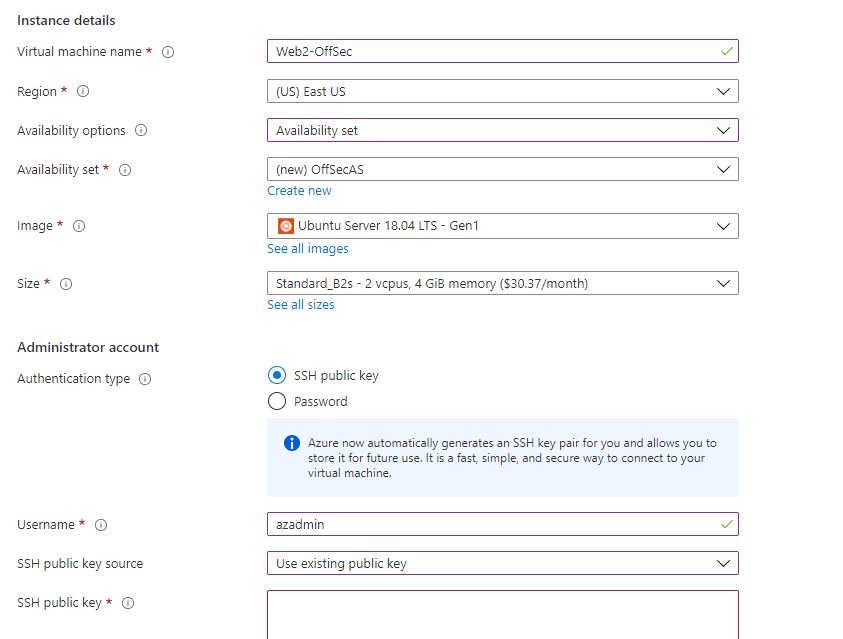 Instance details
Virtual machine name *
Web2-OffSec
Region *
(US) East US
Availability options
Availability set
Availability set *
(new) OffSecAS
Create new
Image *
Ubuntu Server 18.04 LTS - Gen1
See all images
Size *
Standard_B2s - 2 vcpus, 4 GiB memory ($30.37/month)
See all sizes
Administrator account
Authentication type
SSH public key
Password
Azure now automatically generates an SSH key pair for you and allows you to
store it for future use. It is a fast, simple, and secure way to connect to your
virtual machine.
Username *
azadmin
SSH public key source
Use existing public key
SSH public key *